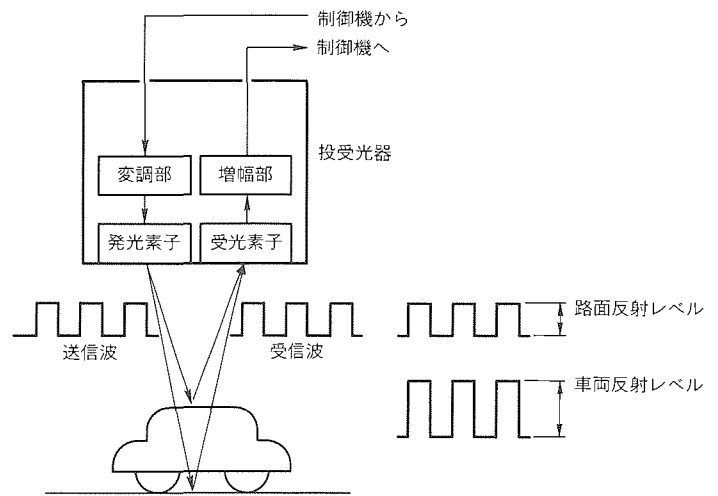 制御機から
制御機へ
投受光器
変調部
増幅部
発光素子
受光素子
送信波
受信波
路面反射レベル
車両反射レベル